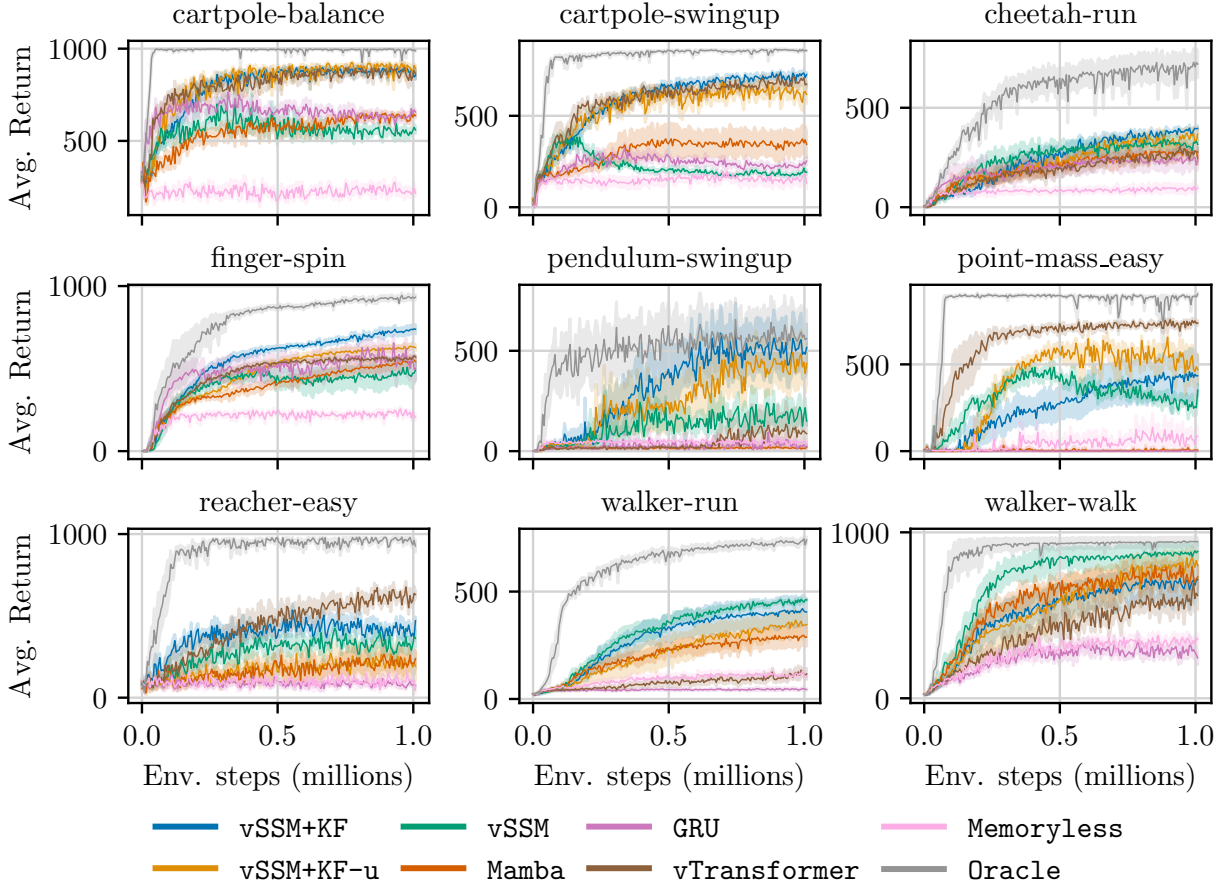 cartpole-balance cartpole-swingup cheetah-run
1000
500
Avg. Return
500
0
500
0
finger-spin pendulum-swingup point-mass_easy
1000
0
Avg. Return
500
0
500
0
reacher-easy walker-run walker-walk
1000
0
Avg. Return
500
0
1000
0
0.0 0.5 1.0 0.0 0.5 1.0 0.0 0.5 1.0
Env. steps (millions) Env. steps (millions) Env. steps (millions)
vSSM+KF vSSM GRU Memoryless
vSSM+KF-u Mamba vTransformer Oracle